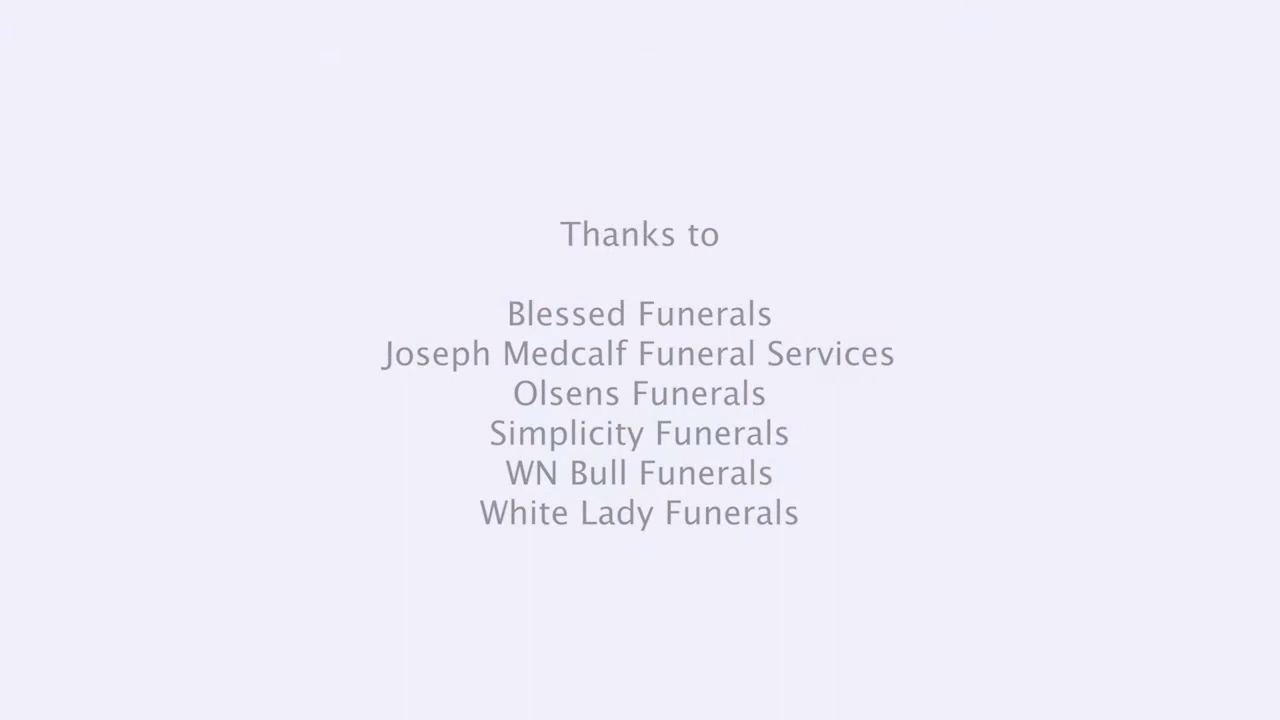 Thanks to
Blessed Funerals
Joseph Medcalf Funeral Services
Olsens Funerals
Simplicity Funerals
WN Bull Funerals
White Lady Funerals